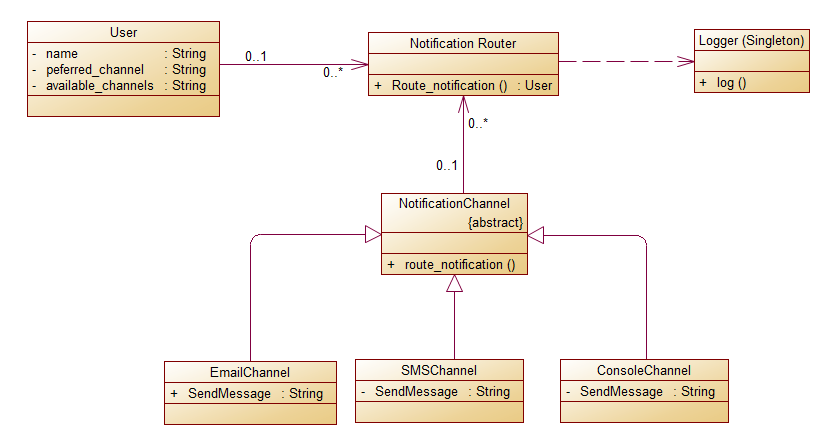 User
- name : String
- peferred_channel : String
- available_channels : String
0..1
0..*
Notification Router
+ Route_notification () : User
Logger (Singleton)
+ log ()
0..*
0..1
NotificationChannel
{abstract}
+ route_notification ()
EmailChannel
+ SendMessage : String
SMSChannel
- SendMessage : String
ConsoleChannel
- SendMessage : String